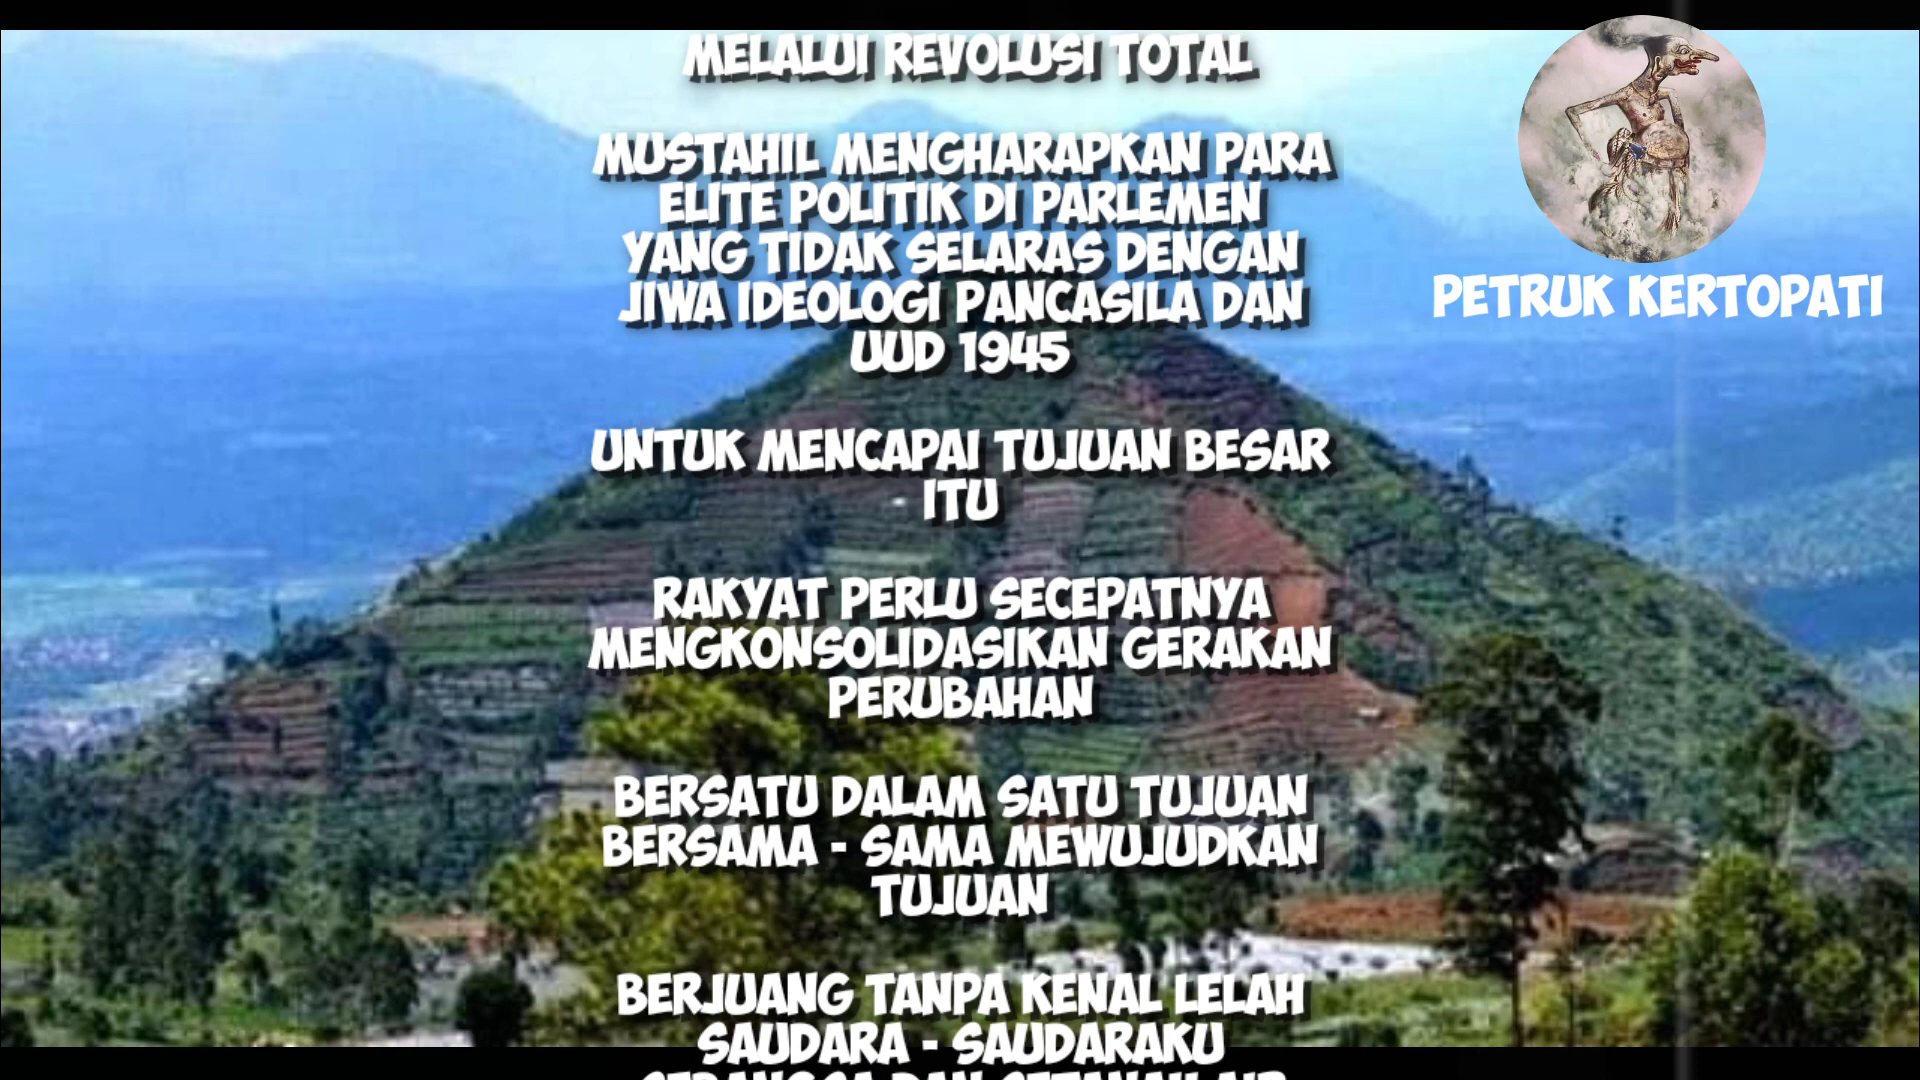 MELALUI REVOLUSI TOTAL
MUSTAHIL MENGHARAPKAN PARA
ELITE POLITIK DI PARLEMEN
YANG TIDAK SELARAS DENGAN
JIWA IDEOLOGI PANCASILA DAN
UUD 1945
UNTUK MENCAPAI TUJUAN BESAR
ITU
RAKYAT PERLU SECEPATNYA
MENGKONSOLIDASIKAN GERAKAN
PERUBAHAN
BERSATU DALAM SATU TUJUAN
BERSAMA - SAMA MEWUJUDKAN
TUJUAN
BERJUANG TANPA KENAL LELAH
SAUDARA - SAUDARAKU
PETRUK KERTOPATI